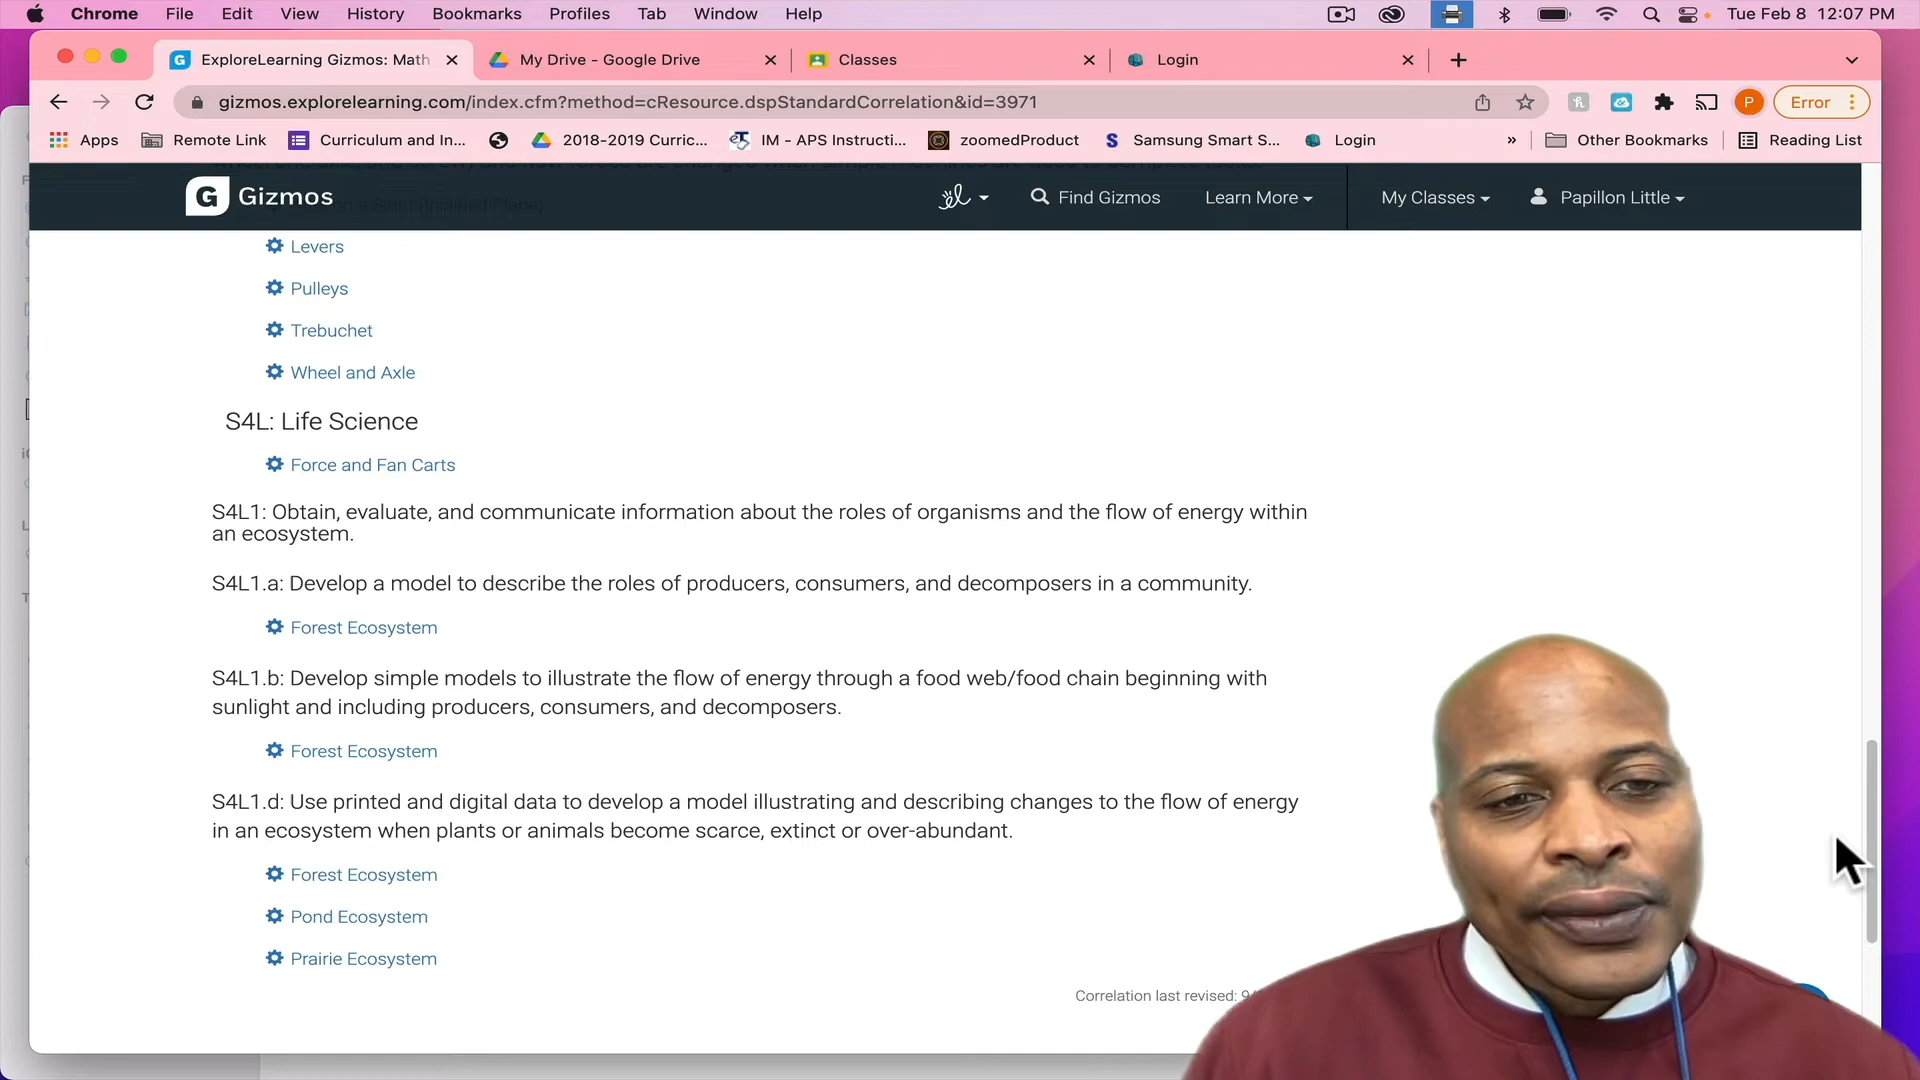 Chrome File Edit View History Bookmarks Profiles Tab Window Help Tue Feb 8 12:07 PM
ExploreLearning Gizmos: Math My Drive - Google Drive Classes Login
gizmos.explorelearning.com/index.cfm?method=cResource.dspStandardCorrelation&id=3971 P Error
Apps Remote Link Curriculum and In... 2018-2019 Curric... IM - APS Instructi... zoomedProduct Samsung Smart S... Login » Other Bookmarks Reading List
G Gizmos Find Gizmos Learn More My Classes Papillon Little
Levers
Pulleys
Trebuchet
Wheel and Axle
S4L: Life Science
Force and Fan Carts
S4L1: Obtain, evaluate, and communicate information about the roles of organisms and the flow of energy within
an ecosystem.
S4L1.a: Develop a model to describe the roles of producers, consumers, and decomposers in a community.
Forest Ecosystem
S4L1.b: Develop simple models to illustrate the flow of energy through a food web/food chain beginning with
sunlight and including producers, consumers, and decomposers.
Forest Ecosystem
S4L1.d: Use printed and digital data to develop a model illustrating and describing changes to the flow of energy
in an ecosystem when plants or animals become scarce, extinct or over-abundant.
Forest Ecosystem
Pond Ecosystem
Prairie Ecosystem
Correlation last revised: